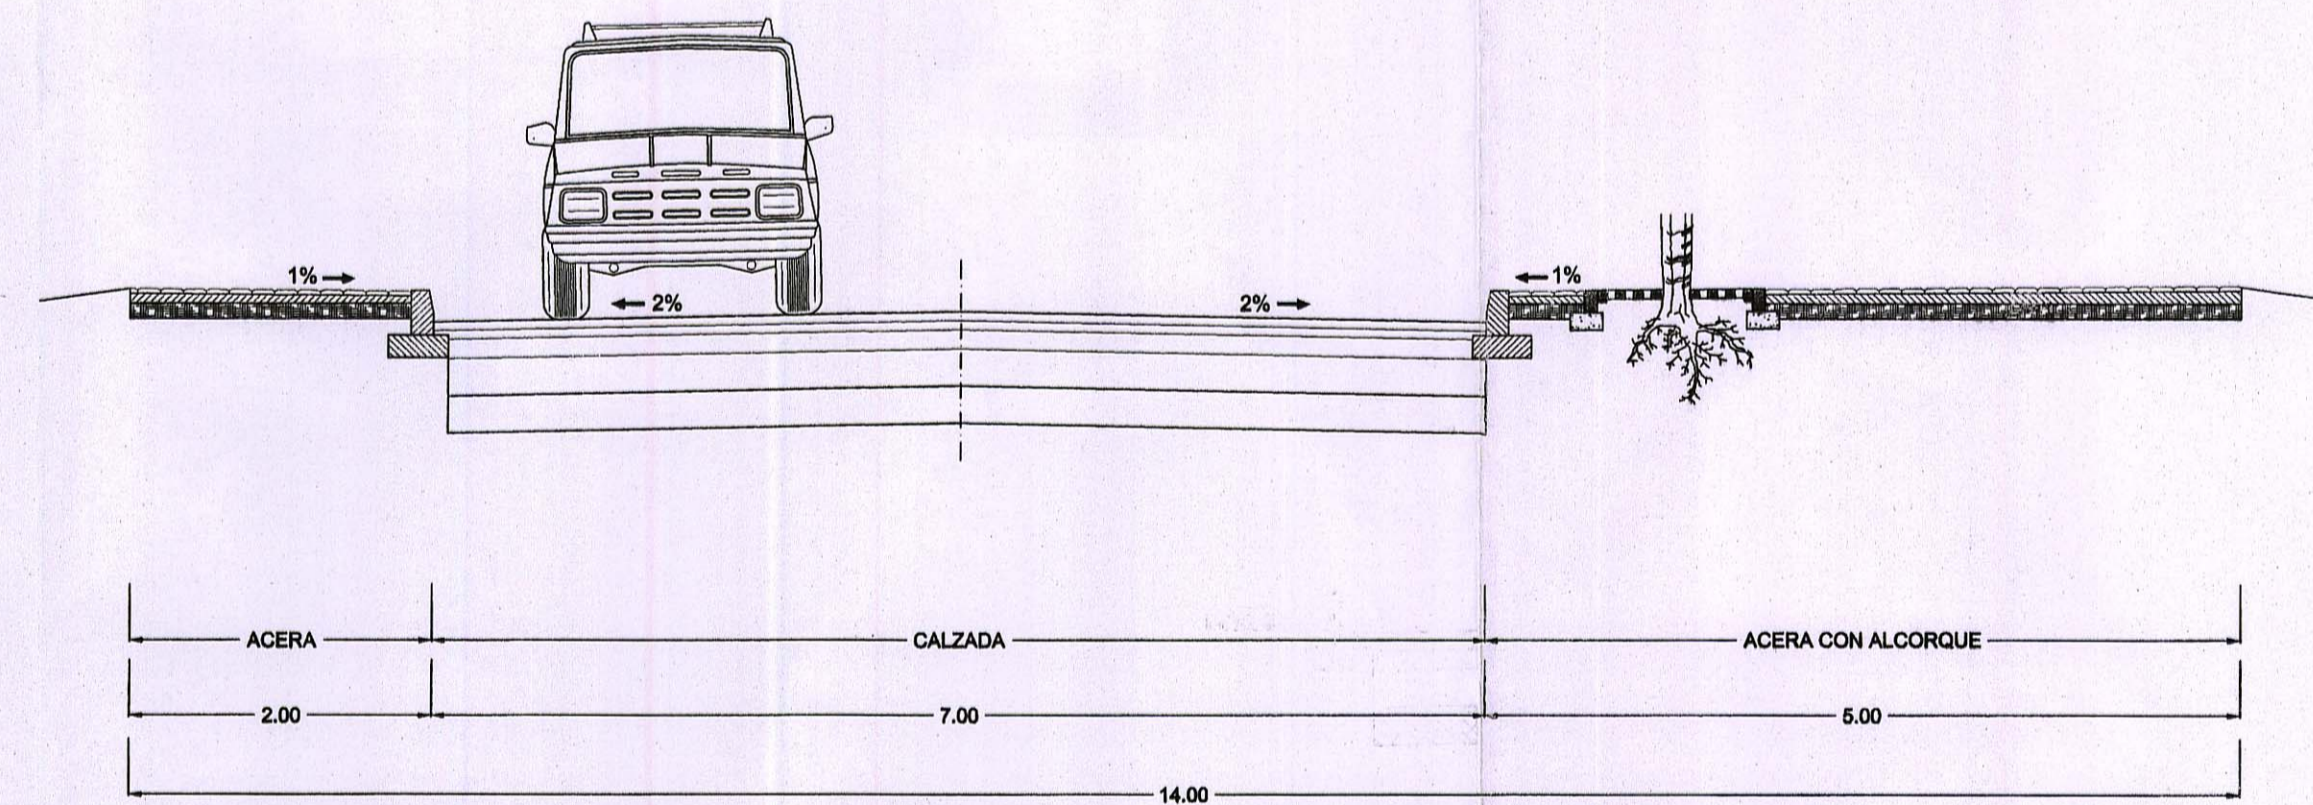 1% 1%
2% 2%
ACERA CALZADA ACERA CON ALCORQUE
2.00 7.00 5.00
14.00